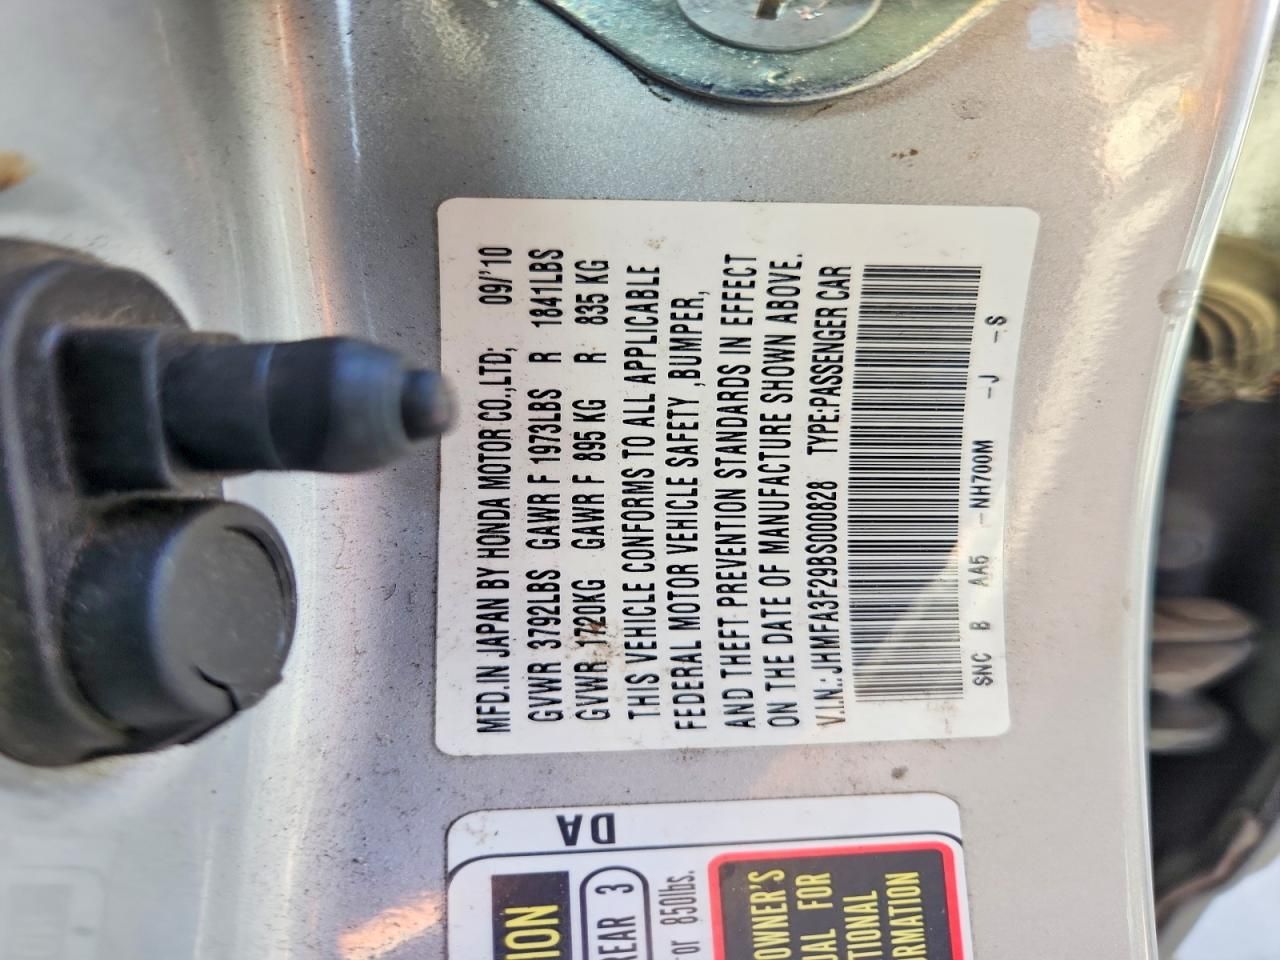 MFD.IN JAPAN BY HONDA MOTOR CO.,LTD; 09/'10
GVWR 3792LBS GAWR F 1973LBS R 1841LBS
GVWR 1720KG GAWR F 895 KG R 835 KG
THIS VEHICLE CONFORMS TO ALL APPLICABLE
FEDERAL MOTOR VEHICLE SAFETY ,BUMPER,
AND THEFT PREVENTION STANDARDS IN EFFECT
ON THE DATE OF MANUFACTURE SHOWN ABOVE.
V.I.N.: JHMFA3F29BS000828 TYPE:PASSENGER CAR
SNC B AA5 -NH700M -J -S
DA
ION
REAR 3
or 850lbs.
OWNER'S
UAL FOR
TIONAL
RMATION